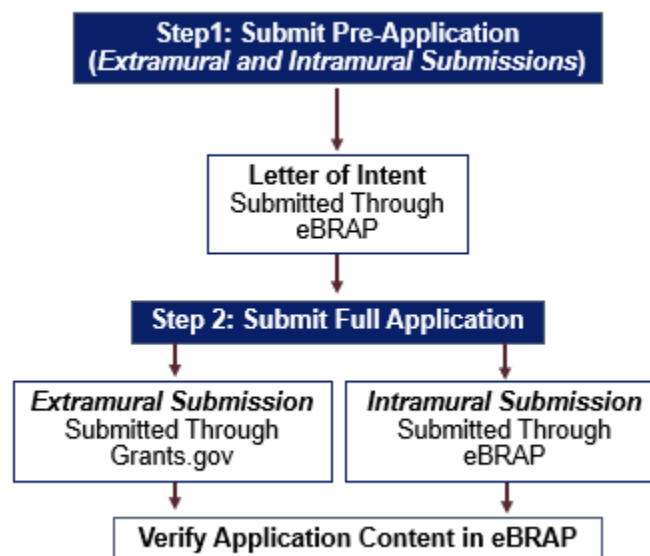 Step1: Submit Pre-Application
(Extramural and Intramural Submissions)
Letter of Intent
Submitted Through
eBRAP
Step 2: Submit Full Application
Extramural Submission
Submitted Through
Grants.gov
Intramural Submission
Submitted Through
eBRAP
Verify Application Content in eBRAP